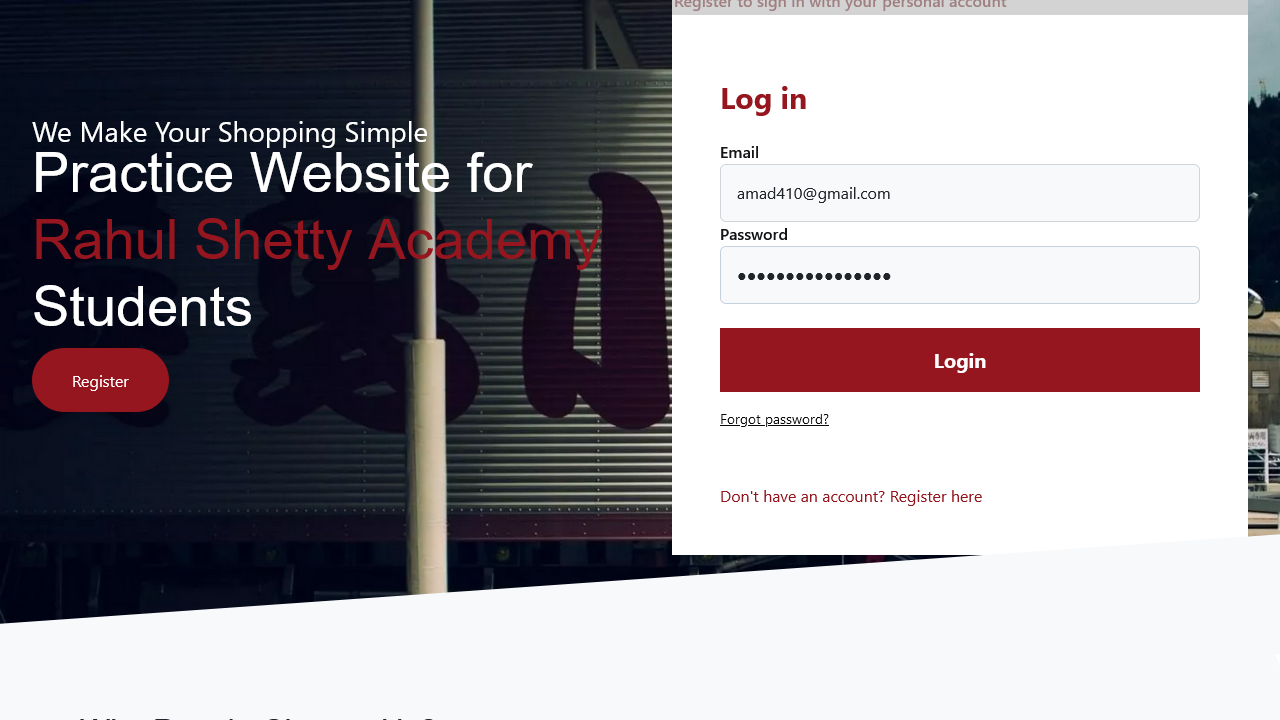 Register to sign in with your personal account
We Make Your Shopping Simple
Practice Website for
Rahul Shetty Academy
Students
Register
Log in
Email
amad410@gmail.com
Password
••••••••••••••••
Login
Forgot password?
Don't have an account? Register here